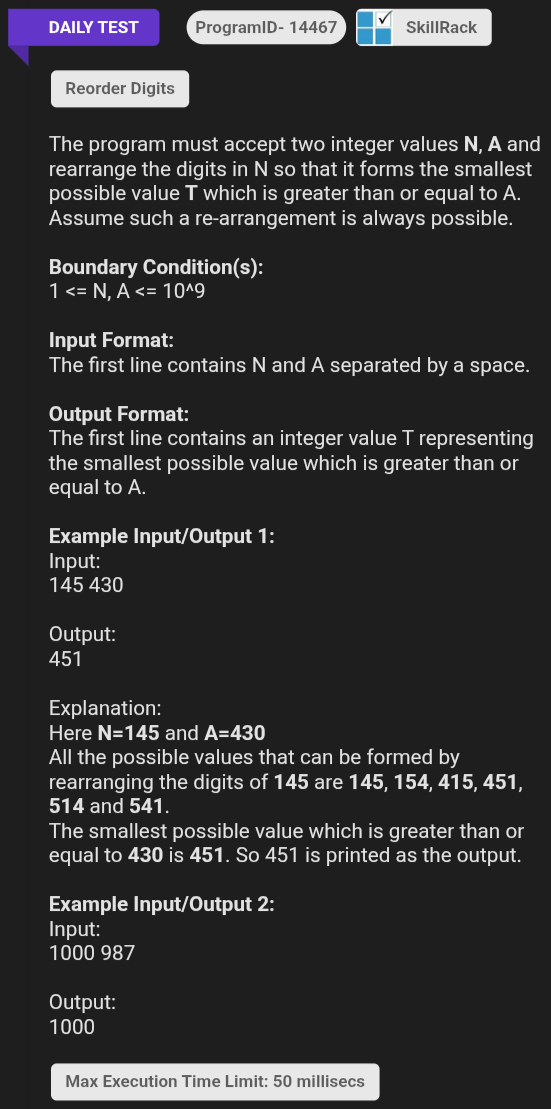 DAILY TEST
ProgramID- 14467
SkillRack
Reorder Digits
The program must accept two integer values N, A and
rearrange the digits in N so that it forms the smallest
possible value T which is greater than or equal to A.
Assume such a re-arrangement is always possible.
Boundary Condition(s):
1 <= N, A <= 10^9
Input Format:
The first line contains N and A separated by a space.
Output Format:
The first line contains an integer value T representing
the smallest possible value which is greater than or
equal to A.
Example Input/Output 1:
Input:
145 430
Output:
451
Explanation:
Here N=145 and A=430
All the possible values that can be formed by
rearranging the digits of 145 are 145, 154, 415, 451,
514 and 541.
The smallest possible value which is greater than or
equal to 430 is 451. So 451 is printed as the output.
Example Input/Output 2:
Input:
1000 987
Output:
1000
Max Execution Time Limit: 50 millisecs